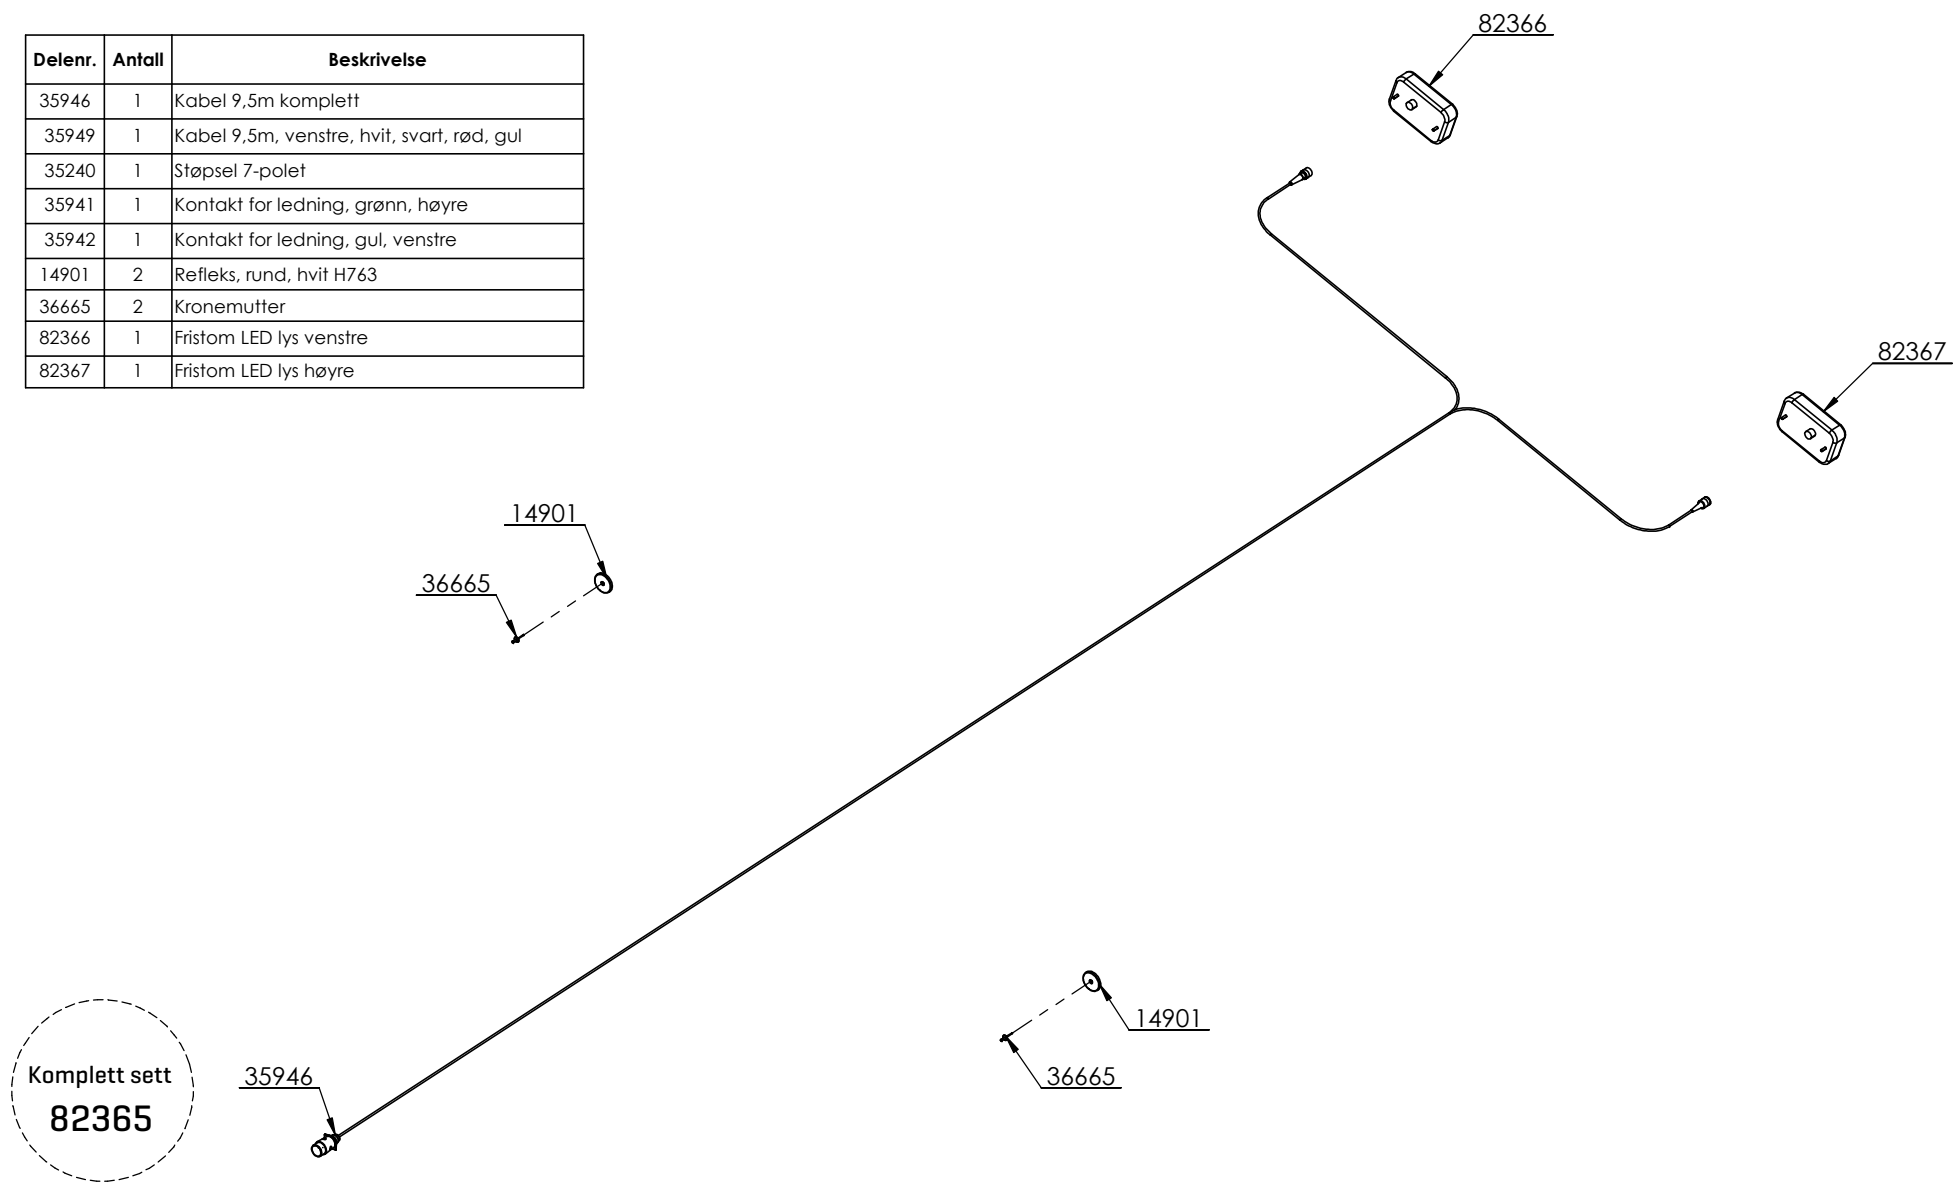 Delenr. Antall Beskrivelse
35946 1 Kabel 9,5m komplett
35949 1 Kabel 9,5m, venstre, hvit, svart, rød, gul
35240 1 Støpsel 7-polet
35941 1 Kontakt for ledning, grønn, høyre
35942 1 Kontakt for ledning, gul, venstre
14901 2 Refleks, rund, hvit H763
36665 2 Kronemutter
82366 1 Fristom LED lys venstre
82367 1 Fristom LED lys høyre
82366
82367
14901
36665
14901
36665
35946
Komplett sett
82365